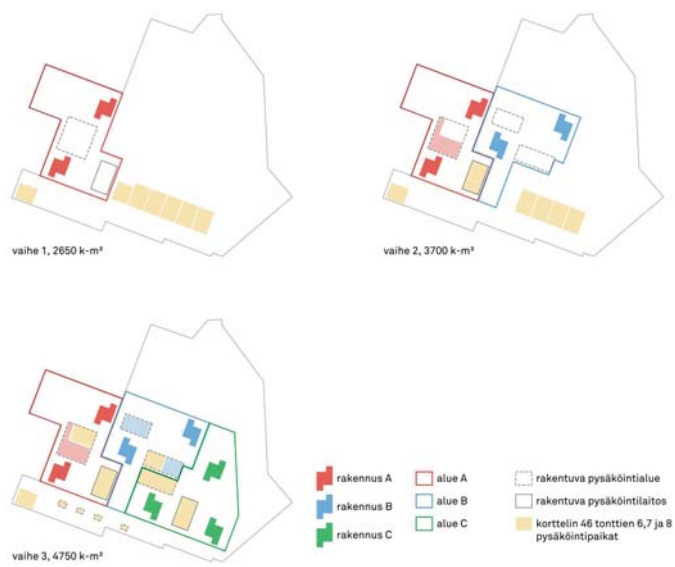 vaihe 1, 2650 k-m²
vaihe 2, 3700 k-m²
vaihe 3, 4750 k-m²
rakennus A
rakennus B
rakennus C
alue A
alue B
alue C
rakentuva pysäköintialue
rakentuva pysäköintilaitos
korttelin 46 tonttien 6,7 ja 8
pysäköintipaikat